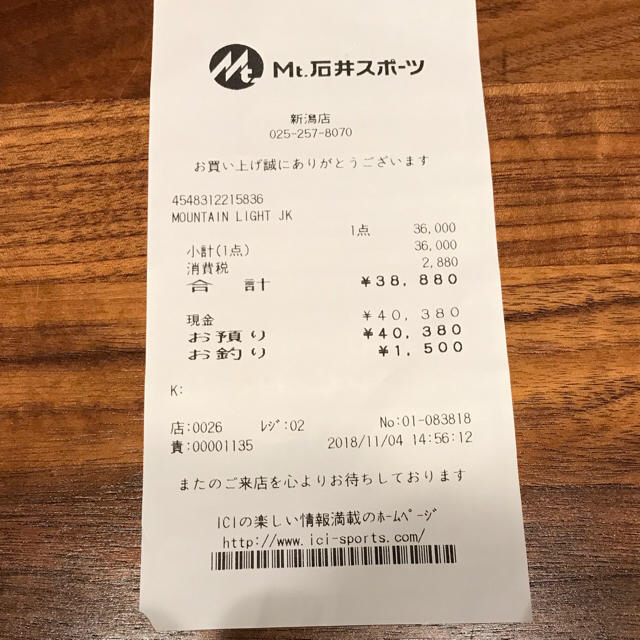 Mt Mt.石井スポーツ
新潟店
025-257-8070
お買い上げ誠にありがとうございます
4548312215836
MOUNTAIN LIGHT JK
1点 36,000
小計(1点) 36,000
消費税 2,880
合 計 ¥38,880
現金 ¥40,380
お預り ¥40,380
お釣り ¥1,500
K:
店:0026 ﾚｼﾞ:02 No:01-083818
責:00001135 2018/11/04 14:56:12
またのご来店を心よりお待ちしております
ICIの楽しい情報満載のﾎｰﾑﾍﾟｰｼﾞ
http://www.ici-sports.com/